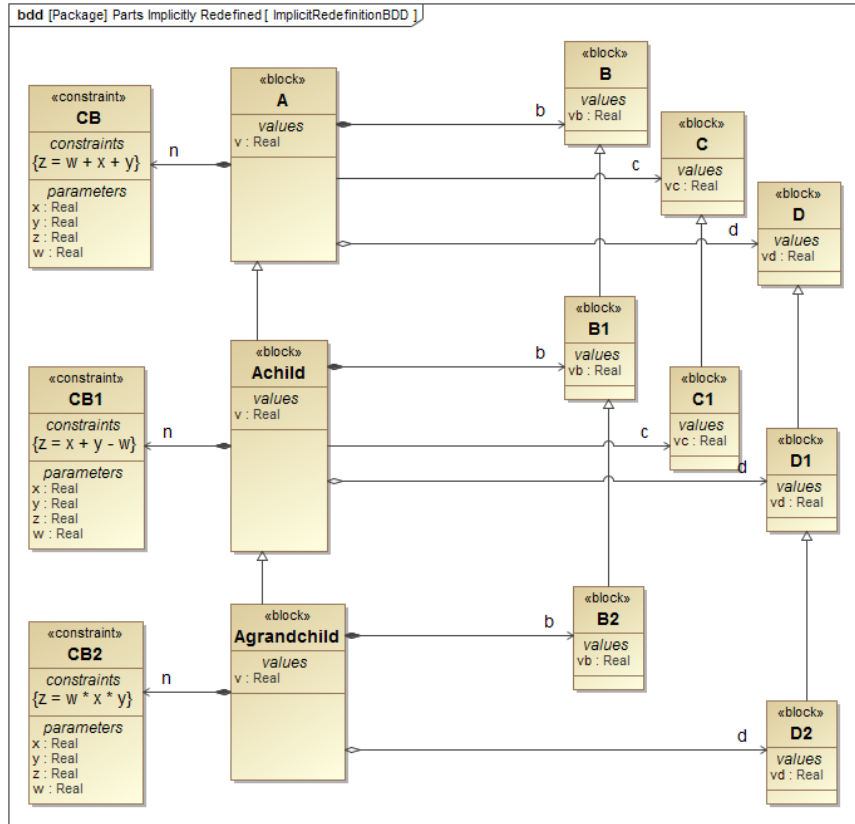 bdd [Package] Parts Implicitly Redefined [ ImplicitRedefinitionBDD ]
«constraint»
CB
constraints
{z = w + x + y}
parameters
x : Real
y : Real
z : Real
w : Real
n
«block»
A
values
v : Real
b
«block»
B
values
vb : Real
c
«block»
C
values
vc : Real
d
«block»
D
values
vd : Real
«constraint»
CB1
constraints
{z = x + y - w}
parameters
x : Real
y : Real
z : Real
w : Real
n
«block»
Achild
values
v : Real
b
«block»
B1
values
vb : Real
c
«block»
C1
values
vc : Real
d
«block»
D1
values
vd : Real
«constraint»
CB2
constraints
{z = w * x * y}
parameters
x : Real
y : Real
z : Real
w : Real
n
«block»
Agrandchild
values
v : Real
b
«block»
B2
values
vb : Real
d
«block»
D2
values
vd : Real